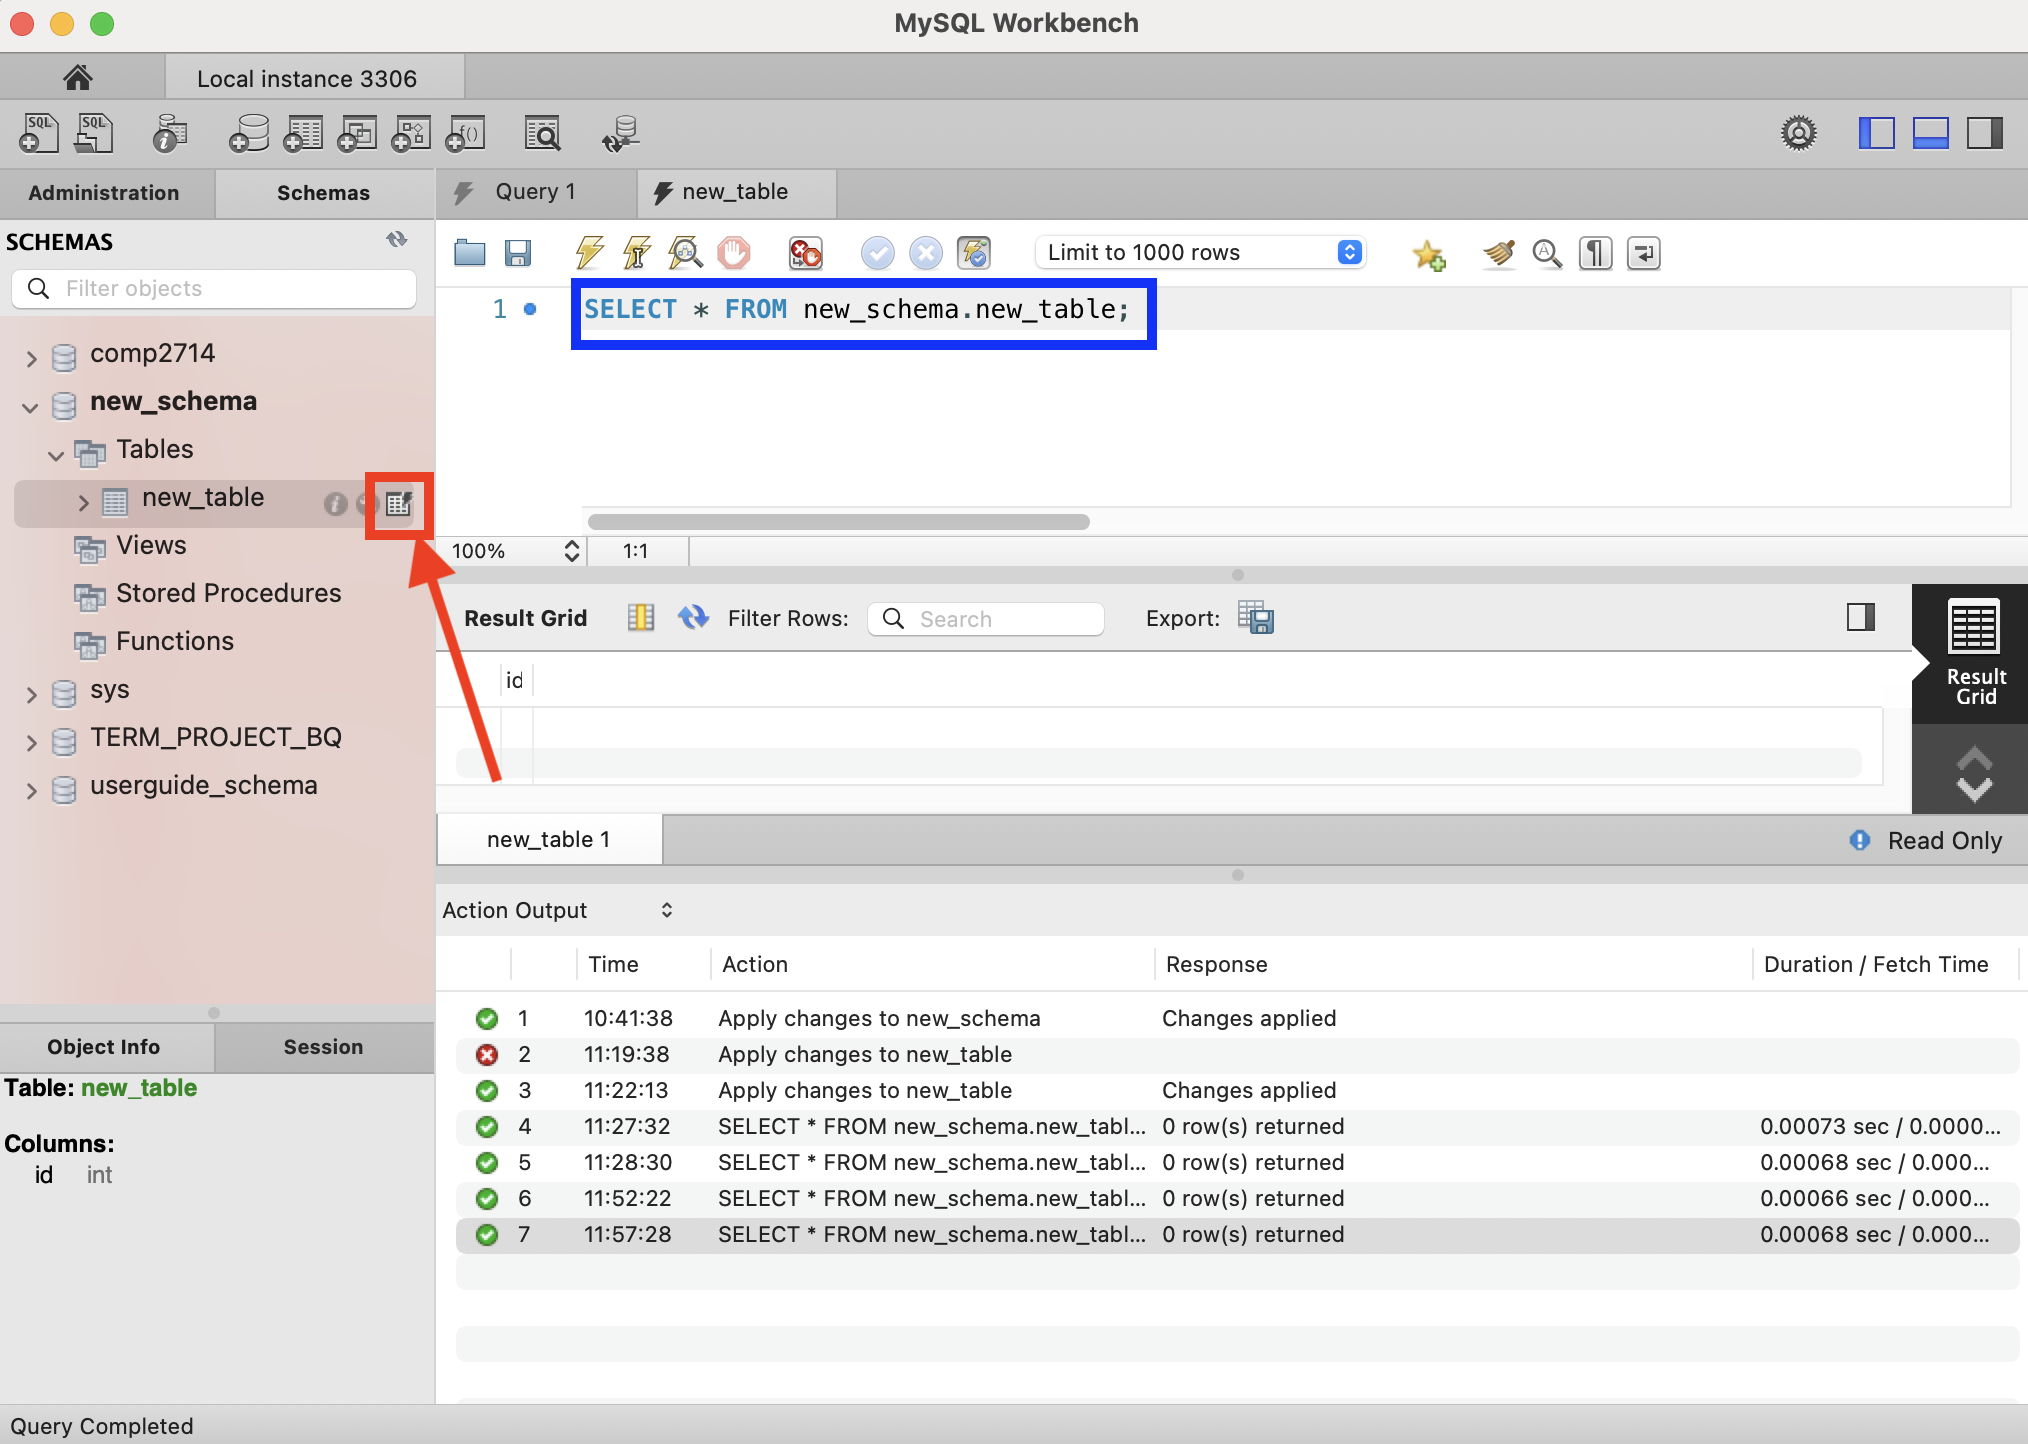 MySQL Workbench
Local instance 3306
SQL
SQL
f()
Administration
Schemas
Query 1
new_table
SCHEMAS
Filter objects
Limit to 1000 rows
1
SELECT * FROM new_schema.new_table;
comp2714
new_schema
Tables
new_table
Views
Stored Procedures
Functions
sys
TERM_PROJECT_BQ
userguide_schema
100%
1:1
Result Grid
Filter Rows:
Search
Export:
Result
Grid
id
new_table 1
Read Only
Action Output
Time Action Response Duration / Fetch Time
1 10:41:38 Apply changes to new_schema Changes applied
2 11:19:38 Apply changes to new_table
3 11:22:13 Apply changes to new_table Changes applied
4 11:27:32 SELECT * FROM new_schema.new_tabl... 0 row(s) returned 0.00073 sec / 0.0000...
5 11:28:30 SELECT * FROM new_schema.new_tabl... 0 row(s) returned 0.00068 sec / 0.000...
6 11:52:22 SELECT * FROM new_schema.new_tabl... 0 row(s) returned 0.00066 sec / 0.000...
7 11:57:28 SELECT * FROM new_schema.new_tabl... 0 row(s) returned 0.00068 sec / 0.000...
Object Info
Session
Table: new_table
Columns:
id int
Query Completed